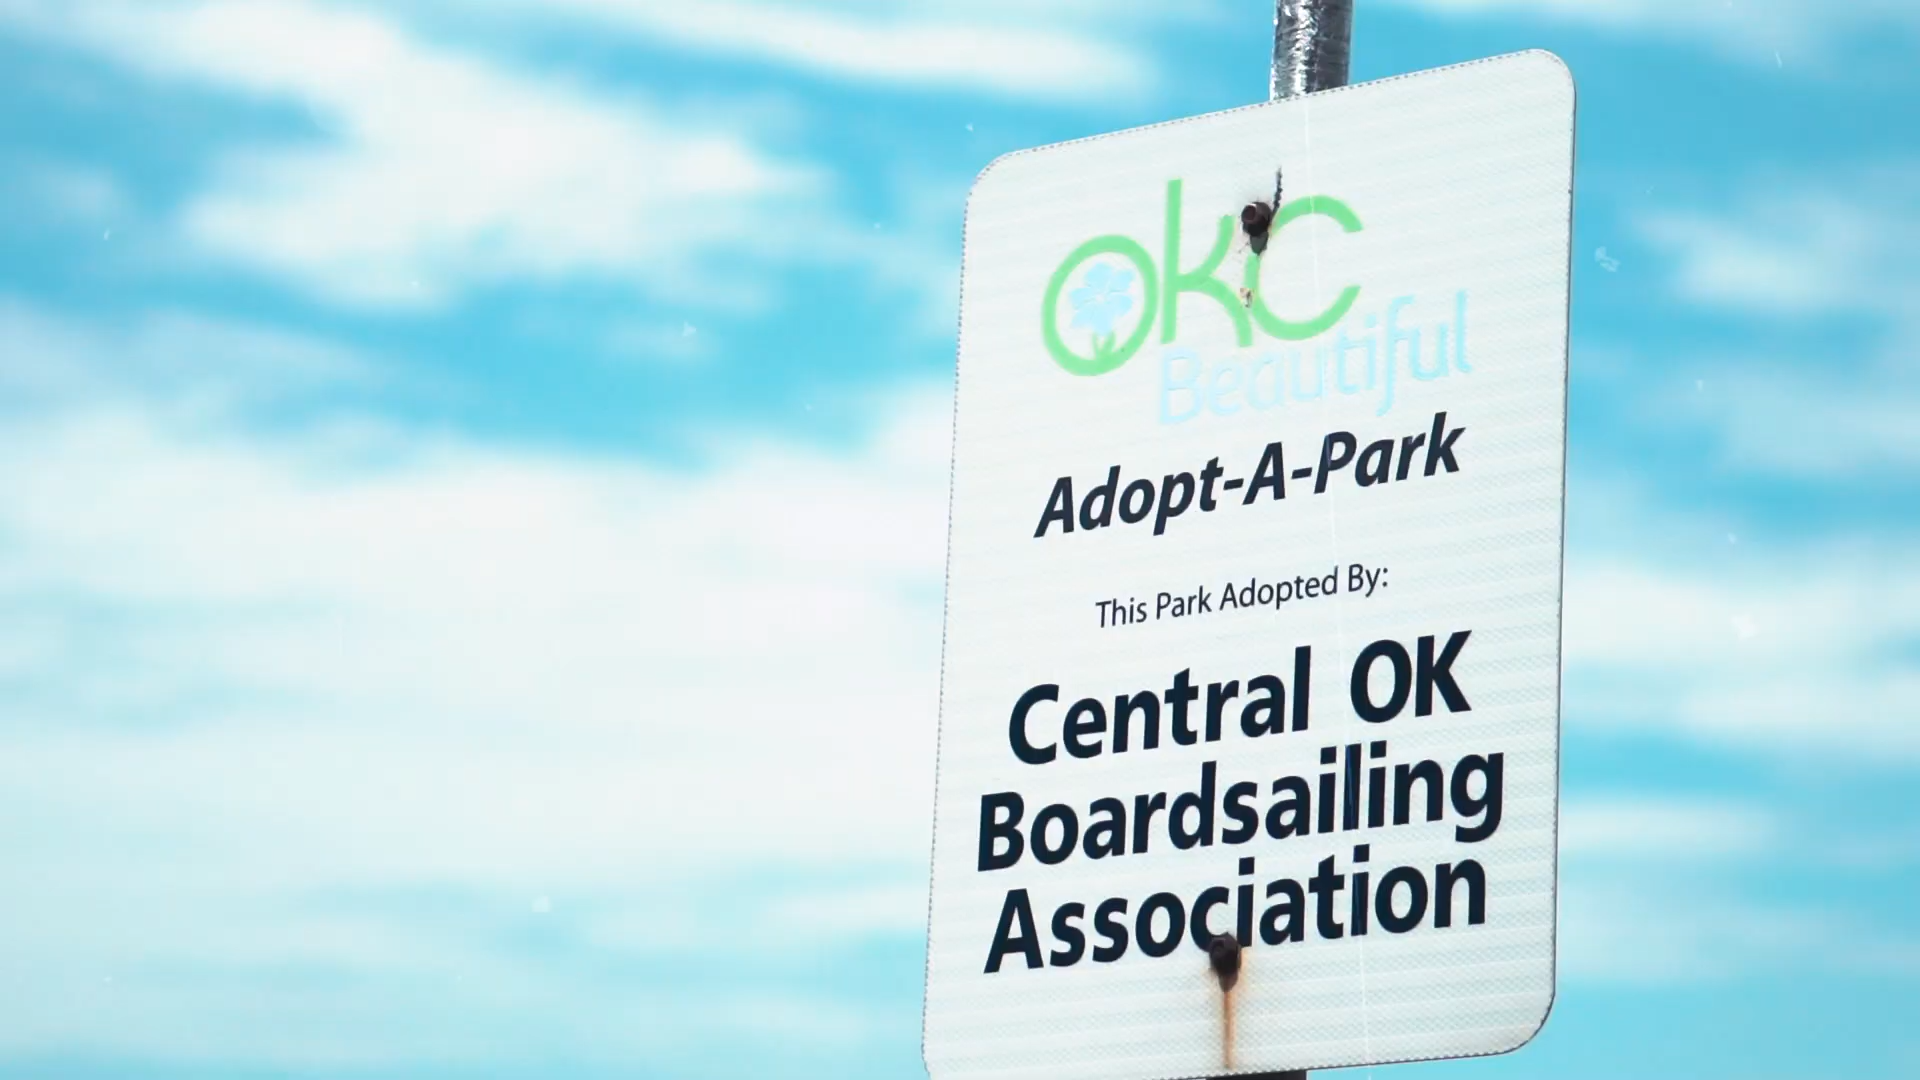 OKC
Beautiful
Adopt-A-Park
This Park Adopted By:
Central OK
Boardsailing
Association